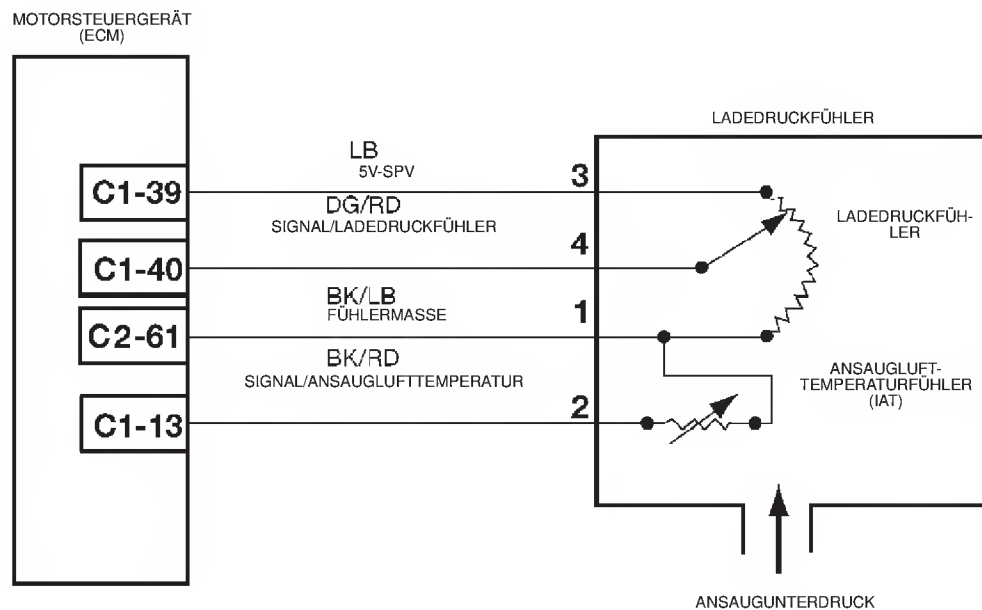 MOTORSTEUERGERÄT
(ECM)
LADEDRUCKFÜHLER
LB
5V-SPV
3
C1-39
DG/RD
SIGNAL/LADEDRUCKFÜHLER
LADEDRUCKFÜH-
LER
4
C1-40
BK/LB
FÜHLERMASSE
1
C2-61
BK/RD
SIGNAL/ANSAUGLUFTTEMPERATUR
ANSAUGLUFT-
TEMPERATURFÜHLER
(IAT)
2
C1-13
ANSAUGUNTERDRUCK